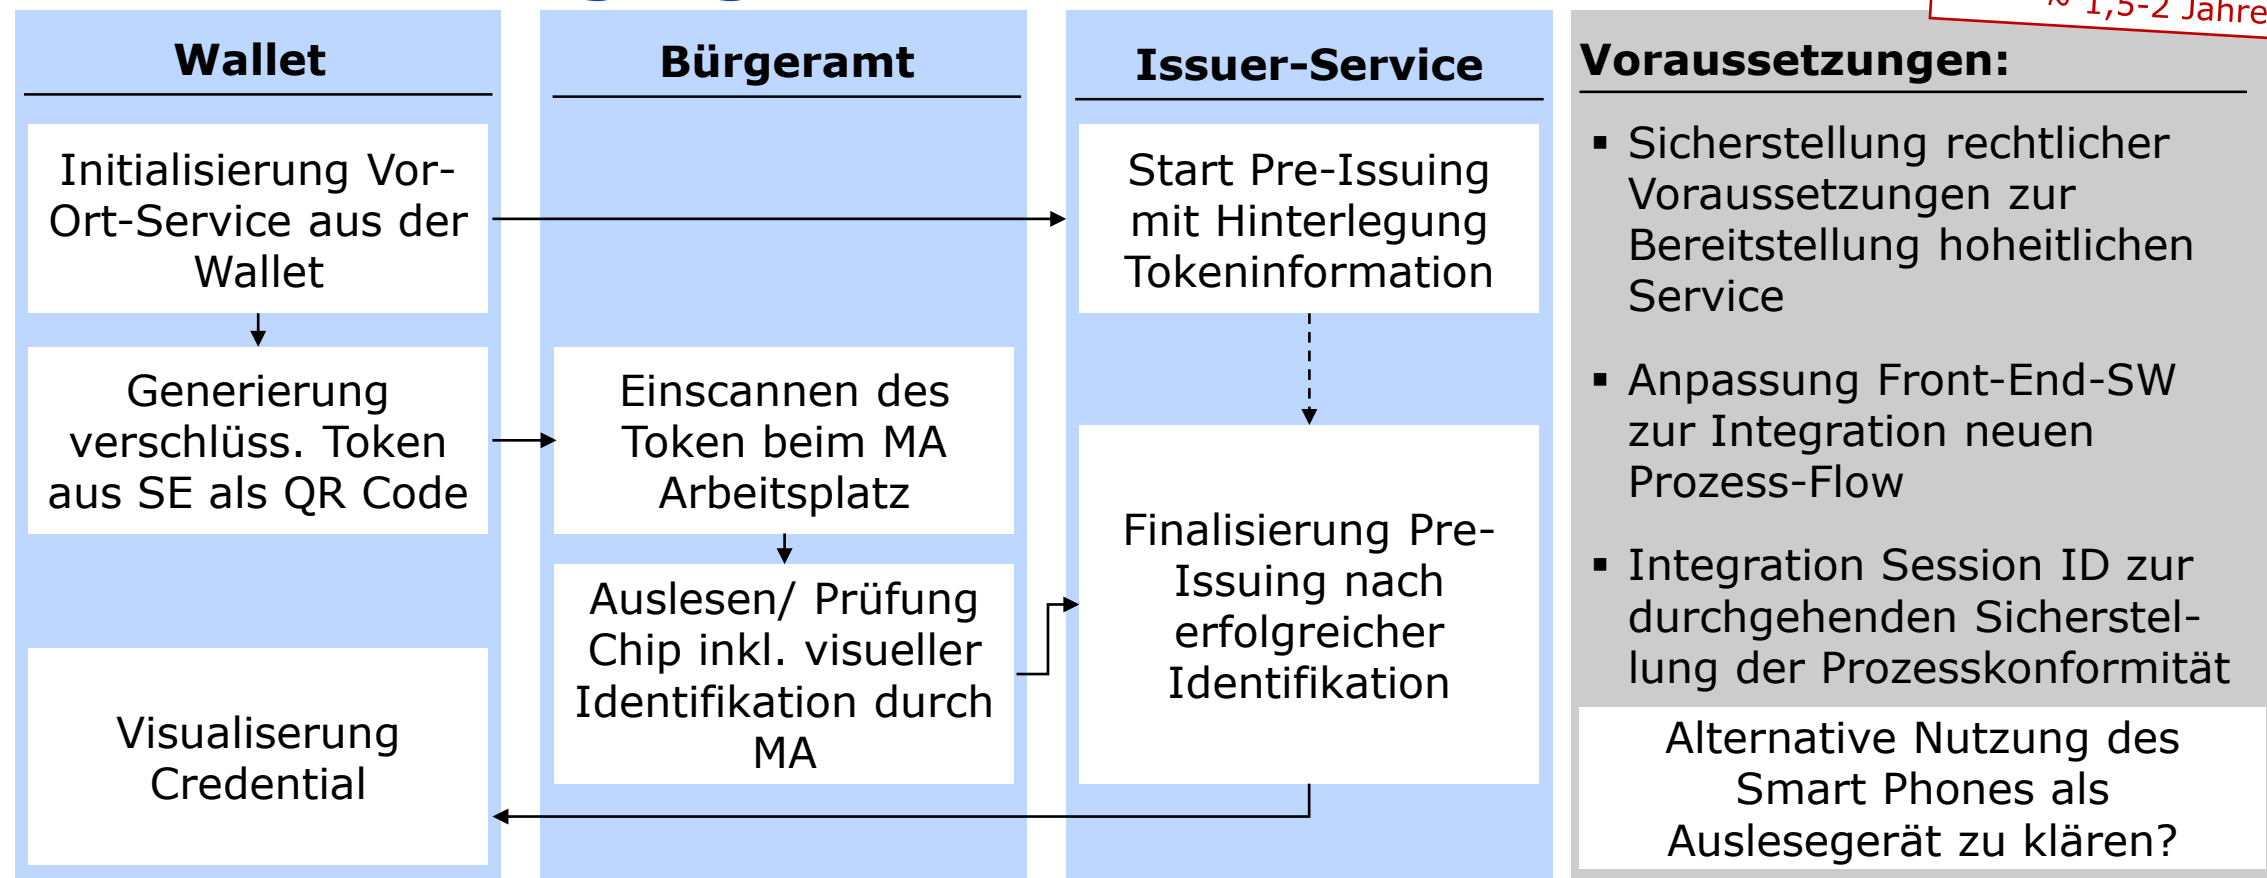 ~ 1,5-2 Jahre
Wallet
Initialisierung Vor-
Ort-Service aus der
Wallet
Generierung
verschlüss. Token
aus SE als QR Code
Visualiserung
Credential
Bürgeramt
Einscannen des
Token beim MA
Arbeitsplatz
Auslesen/ Prüfung
Chip inkl. visueller
Identifikation durch
MA
Issuer-Service
Start Pre-Issuing
mit Hinterlegung
Tokeninformation
Finalisierung Pre-
Issuing nach
erfolgreicher
Identifikation
Voraussetzungen:
▪ Sicherstellung rechtlicher
Voraussetzungen zur
Bereitstellung hoheitlichen
Service
▪ Anpassung Front-End-SW
zur Integration neuen
Prozess-Flow
▪ Integration Session ID zur
durchgehenden Sicherstel-
lung der Prozesskonformität
Alternative Nutzung des
Smart Phones als
Auslesegerät zu klären?